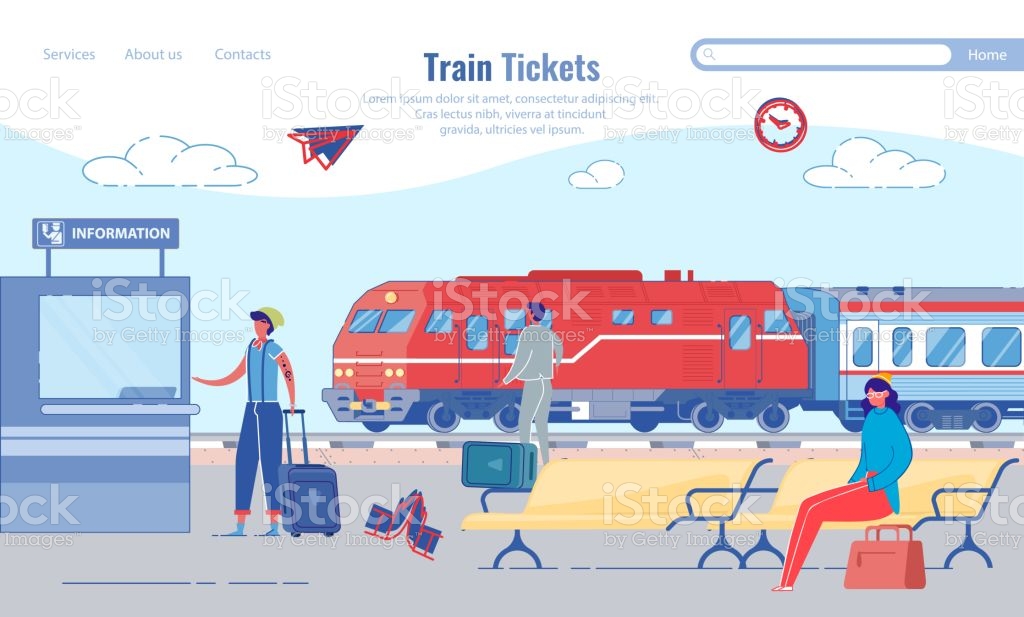 Services About us Contacts
Home
Train Tickets
Lorem ipsum dolor sit amet, consectetur adipiscing elit.
Cras lectus nibh, viverra at tincidunt
gravida, ultricies vel ipsum.
INFORMATION
iStock
by Getty Images™